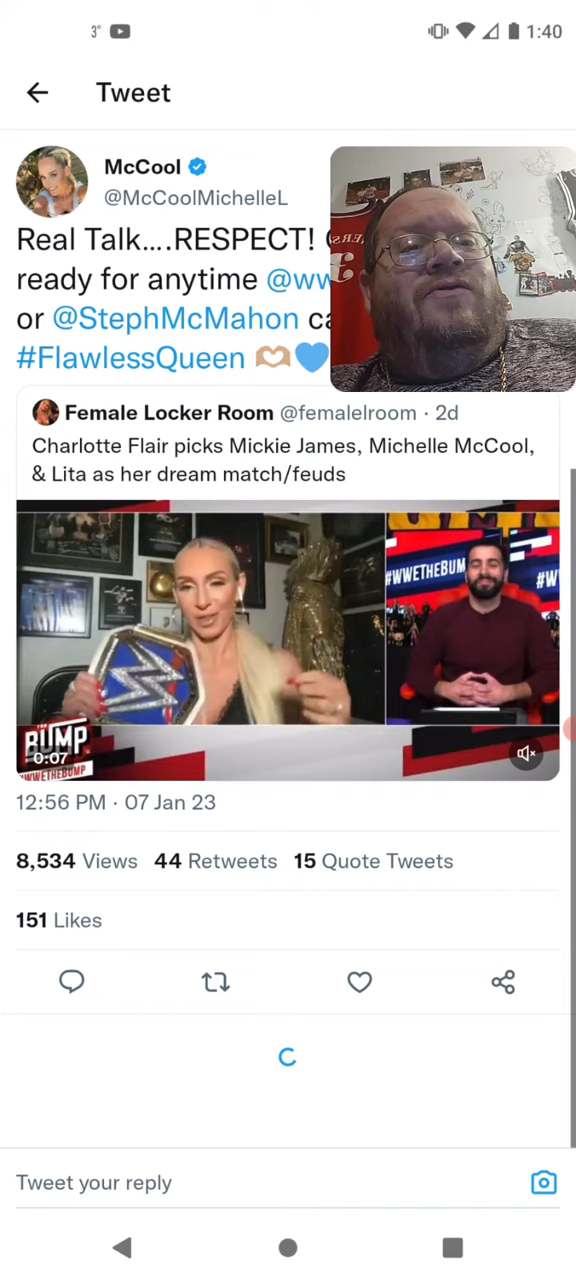 3°
1:40
Tweet
McCool
@McCoolMichelleL
Real Talk....RESPECT!
ready for anytime @ww
or @StephMcMahon ca
#FlawlessQueen 🫶🏼💙
Female Locker Room @femalelroom · 2d
Charlotte Flair picks Mickie James, Michelle McCool,
& Lita as her dream match/feuds
#WWETHEBUMP
#W
BUMP
0:07
#WWETHEBUMP
12:56 PM · 07 Jan 23
8,534 Views 44 Retweets 15 Quote Tweets
151 Likes
Tweet your reply